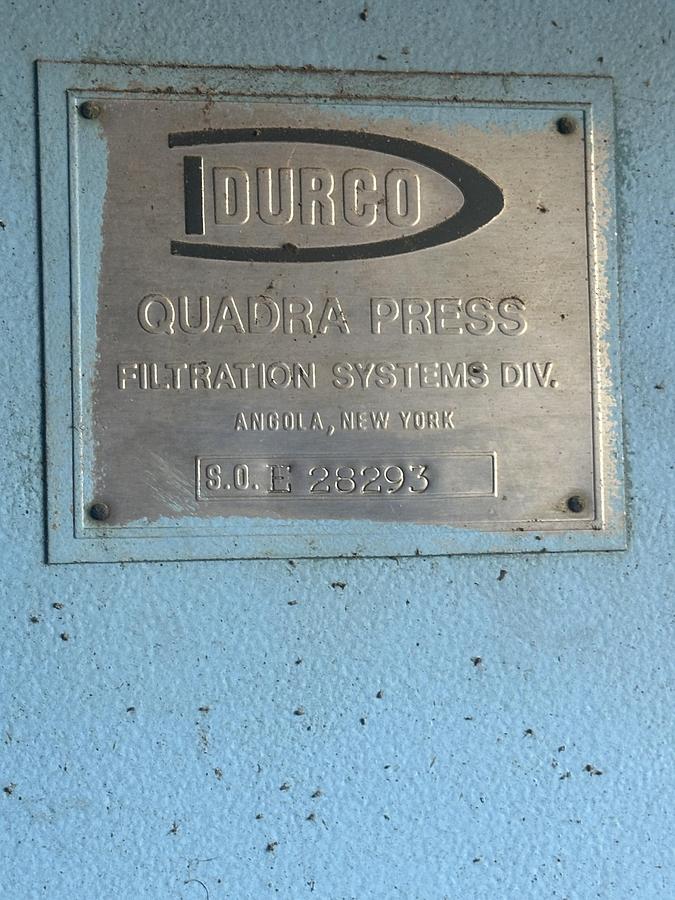 DURCO
QUADRA PRESS
FILTRATION SYSTEMS DIV.
ANGOLA, NEW YORK
S.O. E 28293